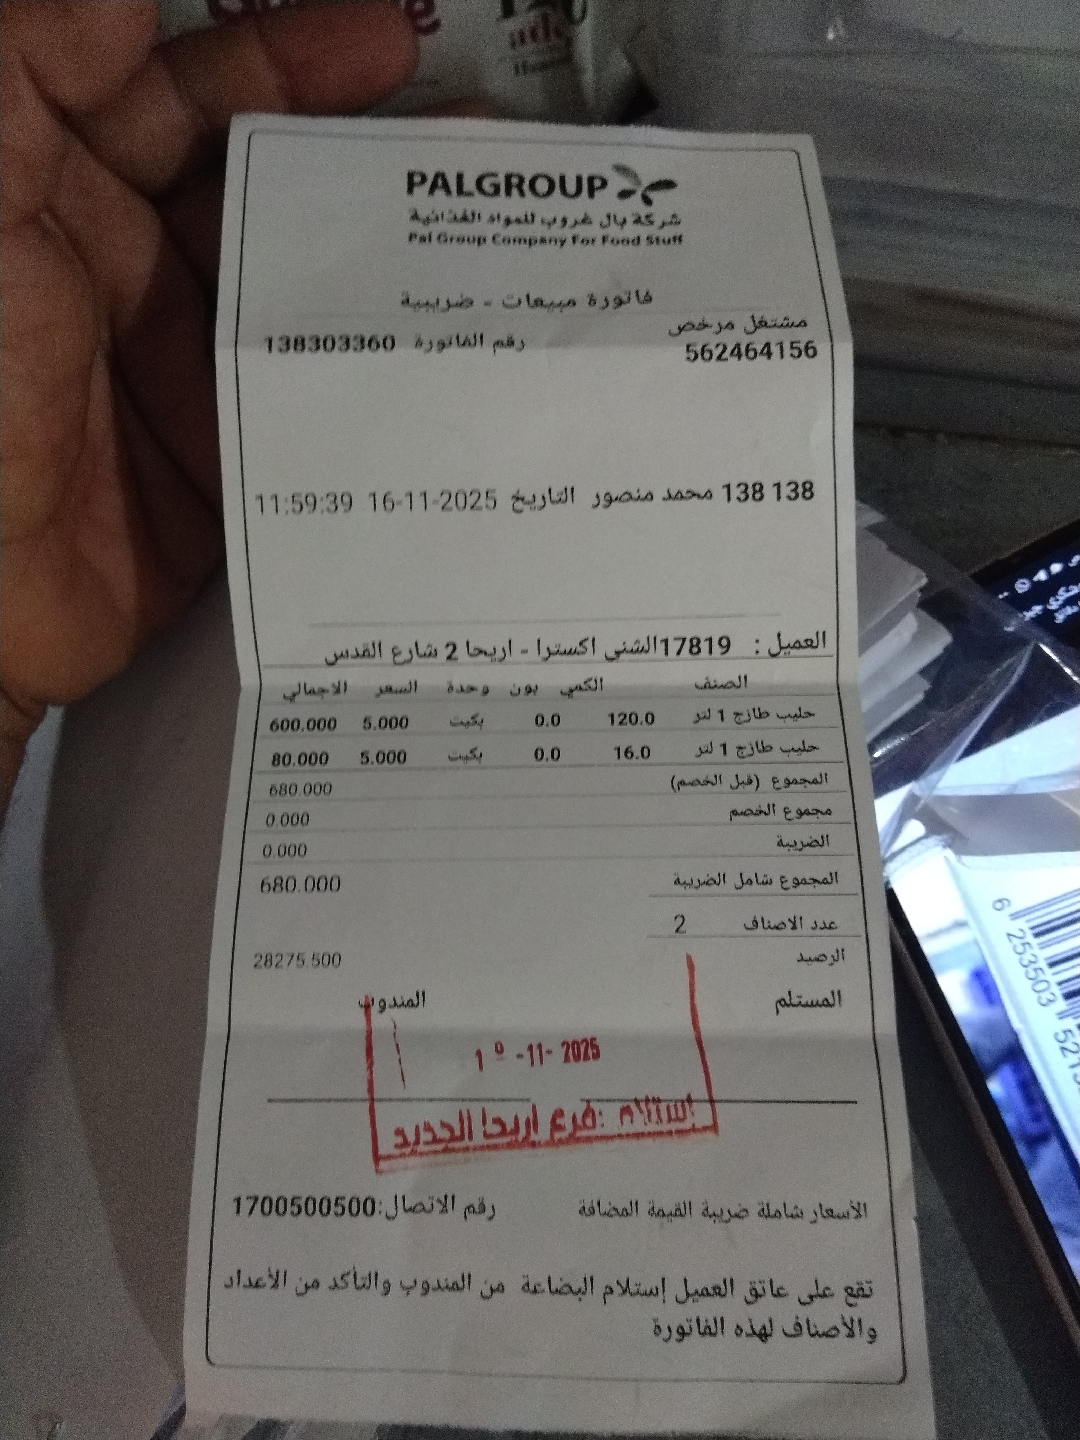 PALGROUP
شركة بال غروب للمواد الغذائية
Pal Group Company For Food Stuff
فاتورة مبيعات - ضريبية
مشتغل مرخص
562464156
رقم الفاتورة 138303360
138 138 محمد منصور التاريخ 16-11-2025 11:59:39
العميل : 17819الشني اكسترا - اريحا 2 شارع القدس
الصنف الكمي بون وحدة السعر الاجمالي
حليب طازج 1 لتر 120.0 0.0 بكيت 5.000 600.000
حليب طازج 1 لتر 16.0 0.0 بكيت 5.000 80.000
المجموع (قبل الخصم) 680.000
مجموع الخصم 0.000
الضريبة 0.000
المجموع شامل الضريبة 680.000
عدد الاصناف 2
الرصيد 28275.500
المستلم المندوب
-11- 2025
إستلام :فرع اريحا الجديد
الأسعار شاملة ضريبة القيمة المضافة رقم الاتصال:1700500500
تقع على عاتق العميل إستلام البضاعة من المندوب والتأكد من الأعداد
والأصناف لهذه الفاتورة
6 253503